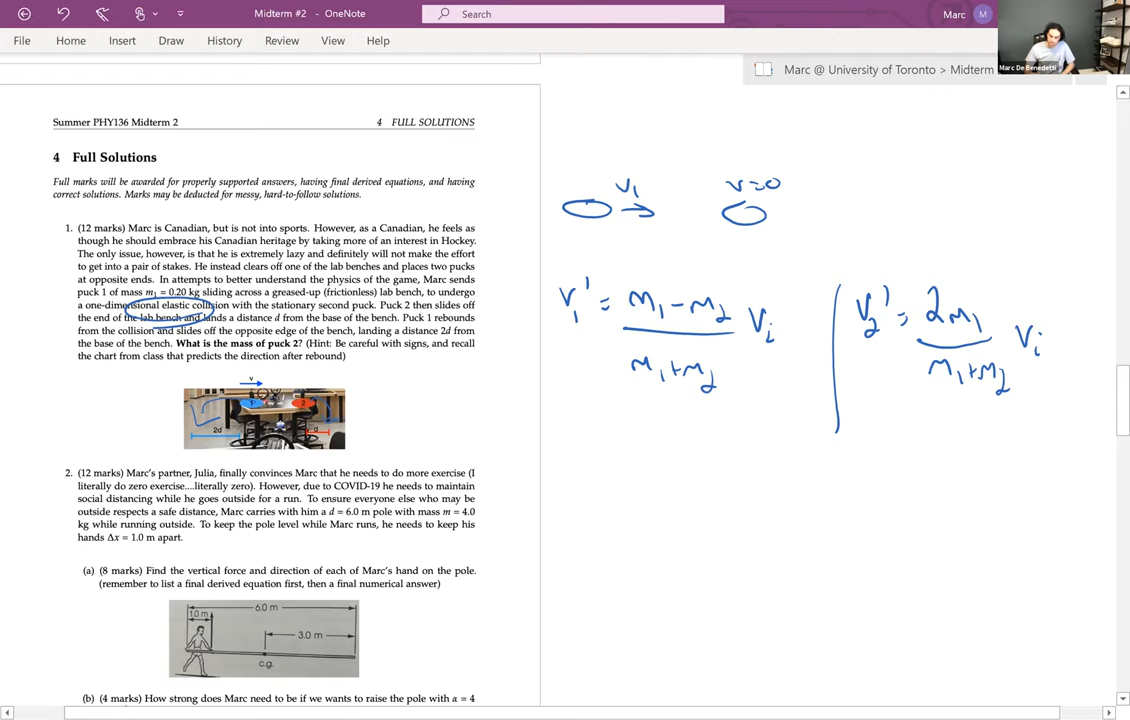 Midterm #2 - OneNote
Search
Marc
M
File Home Insert Draw History Review View Help
Marc De Benedetti
Marc @ University of Toronto > Midterm
Summer PHY136 Midterm 2
4 FULL SOLUTIONS
4 Full Solutions
Full marks will be awarded for properly supported answers, having final derived equations, and having
correct solutions. Marks may be deducted for messy, hard-to-follow solutions.
1. (12 marks) Marc is Canadian, but is not into sports. However, as a Canadian, he feels as
though he should embrace his Canadian heritage by taking more of an interest in Hockey.
The only issue, however, is that he is extremely lazy and definitely will not make the effort
to get into a pair of stakes. He instead clears off one of the lab benches and places two pucks
at opposite ends. In attempts to better understand the physics of the game, Marc sends
puck 1 of mass m₁ = 0.20 kg sliding across a greased-up (frictionless) lab bench, to undergo
a one-dimensional elastic collision with the stationary second puck. Puck 2 then slides off
the end of the lab bench and lands a distance d from the base of the bench. Puck 1 rebounds
from the collision and slides off the opposite edge of the bench, landing a distance 2d from
the base of the bench. What is the mass of puck 2? (Hint: Be careful with signs, and recall
the chart from class that predicts the direction after rebound)
v
1
2
2d
d
2. (12 marks) Marc's partner, Julia, finally convinces Marc that he needs to do more exercise (I
literally do zero exercise....literally zero). However, due to COVID-19 he needs to maintain
social distancing while he goes outside for a run. To ensure everyone else who may be
outside respects a safe distance, Marc carries with him a d = 6.0 m pole with mass m = 4.0
kg while running outside. To keep the pole level while Marc runs, he needs to keep his
hands Δx = 1.0 m apart.
(a) (8 marks) Find the vertical force and direction of each of Marc's hand on the pole.
(remember to list a final derived equation first, then a final numerical answer)
6.0 m
1.0 m
3.0 m
c.g.
(b) (4 marks) How strong does Marc need to be if we wants to raise the pole with α = 4
v₁
v=0
v₁' = m₁-m₂ / m₁+m₂ vᵢ
v₂' = 2m₁ / m₁+m₂ vᵢ